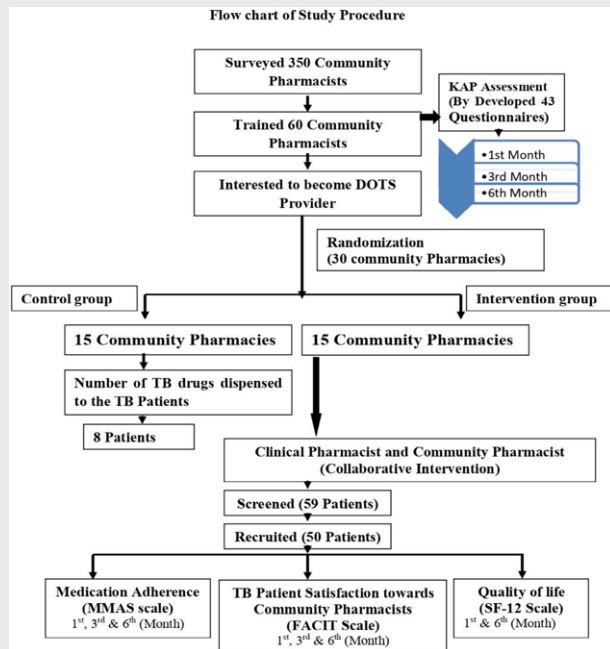 Flow chart of Study Procedure
Surveyed 350 Community
Pharmacists
KAP Assessment
(By Developed 43
Questionnaires)
Trained 60 Community
Pharmacists
•1st Month
•3rd Month
•6th Month
Interested to become DOTS
Provider
Randomization
(30 community Pharmacies)
Control group
Intervention group
15 Community Pharmacies
15 Community Pharmacies
Number of TB drugs dispensed
to the TB Patients
8 Patients
Clinical Pharmacist and Community Pharmacist
(Collaborative Intervention)
Screened (59 Patients)
Recruited (50 Patients)
Medication Adherence
(MMAS scale)
1st, 3rd & 6th (Month)
TB Patient Satisfaction towards
Community Pharmacists
(FACIT Scale)
1st, 3rd & 6th (Month)
Quality of life
(SF-12 Scale)
1st & 6th (Month)